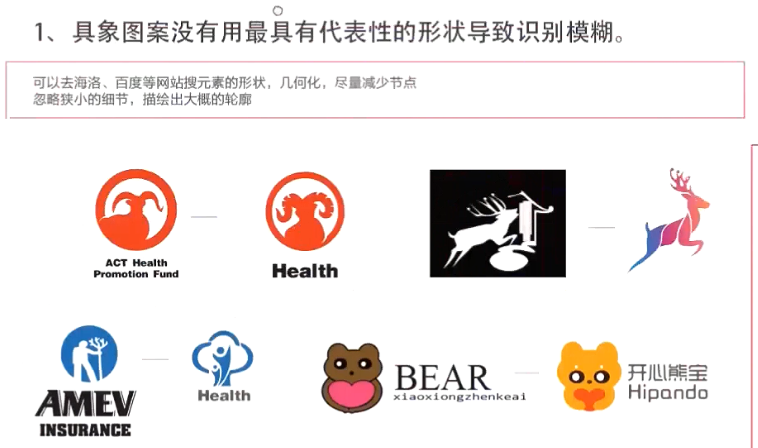 1、具象图案没有用最具有代表性的形状导致识别模糊。
可以去海洛、百度等网站搜元素的形状，几何化，尽量减少节点
忽略狭小的细节，描绘出大概的轮廓
ACT Health
Promotion Fund
Health
AMEV
INSURANCE
Health
BEAR
xiaoxiongzhenkeai
开心熊宝
Hipando